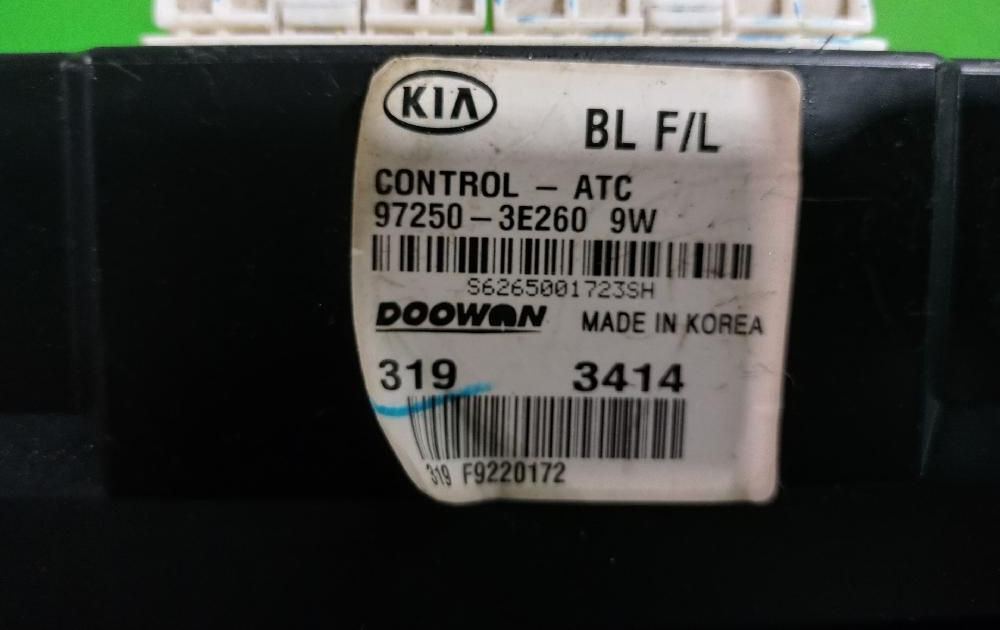 KIA
BL F/L
CONTROL – ATC
97250 – 3E260 9W
S6265001723SH
DOOWON MADE IN KOREA
319 3414
319 F9220172